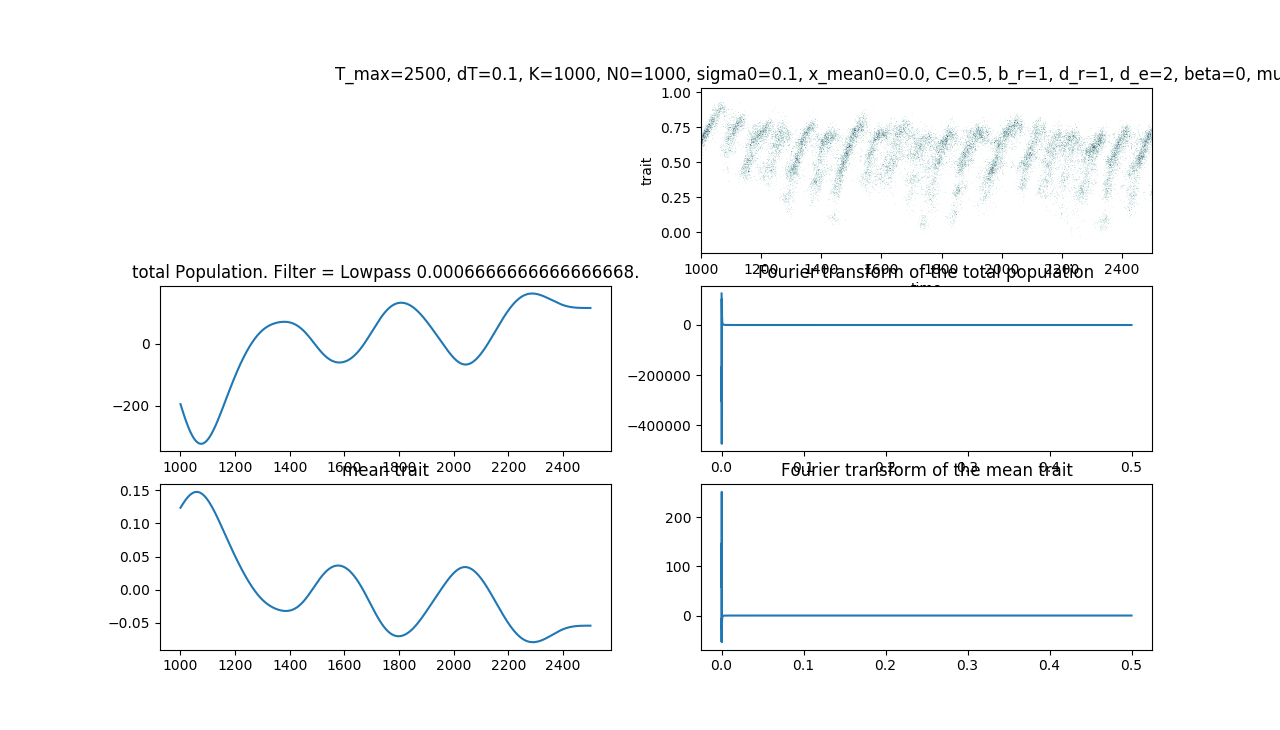 T_max=2500, dT=0.1, K=1000, N0=1000, sigma0=0.1, x_mean0=0.0, C=0.5, b_r=1, d_r=1, d_e=2, beta=0, mu
1.00
0.75
0.50
0.25
0.00
trait
1000 1200 1400 1600 1800 2000 2200 2400
time
total Population. Filter = Lowpass 0.0006666666666666668.
0
−200
1000 1200 1400 1600 1800 2000 2200 2400
Fourier transform of the total population
0
−200000
−400000
0.0 0.1 0.2 0.3 0.4 0.5
mean trait
0.15
0.10
0.05
0.00
−0.05
1000 1200 1400 1600 1800 2000 2200 2400
Fourier transform of the mean trait
200
100
0
0.0 0.1 0.2 0.3 0.4 0.5